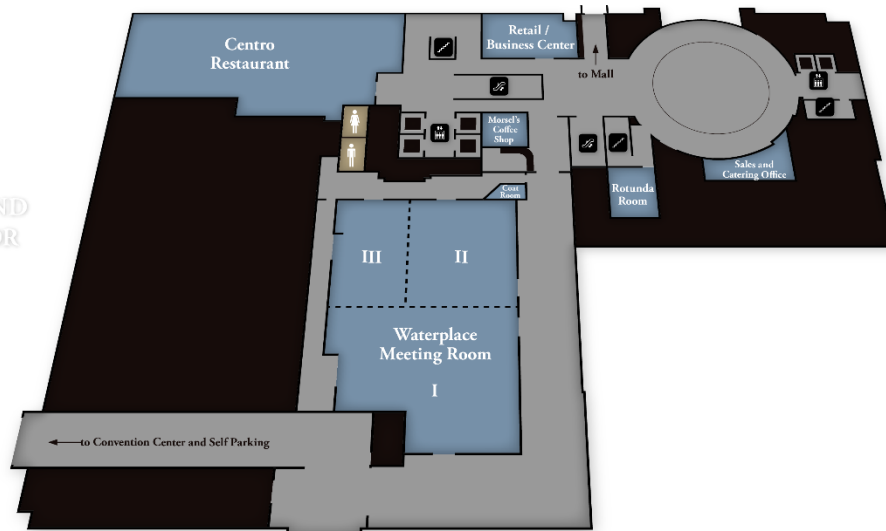 Centro
Restaurant
Retail /
Business Center
to Mall
Morsel's
Coffee
Shop
Sales and
Catering Office
Rotunda
Room
Coat
Room
III
II
Waterplace
Meeting Room
I
to Convention Center and Self Parking